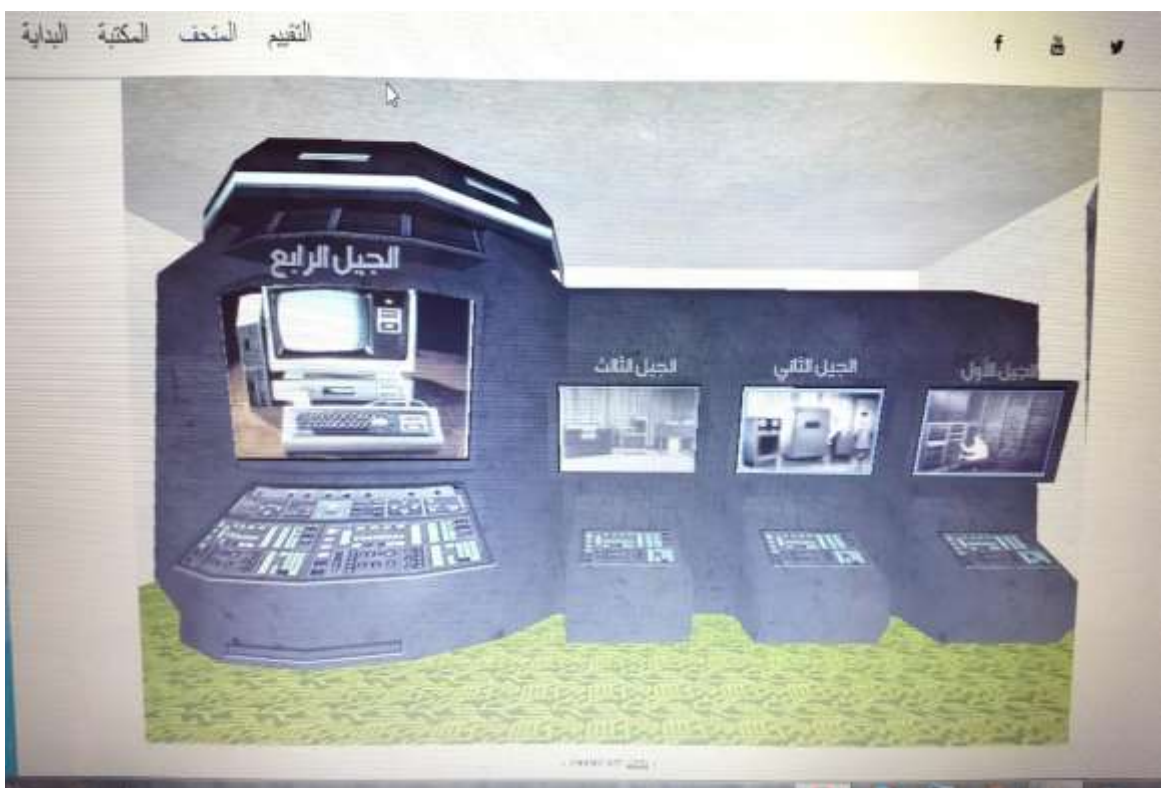 البداية المكتبة المتحف التقييم
الجيل الرابع
الجيل الأول الجيل الثاني الجيل الثالث